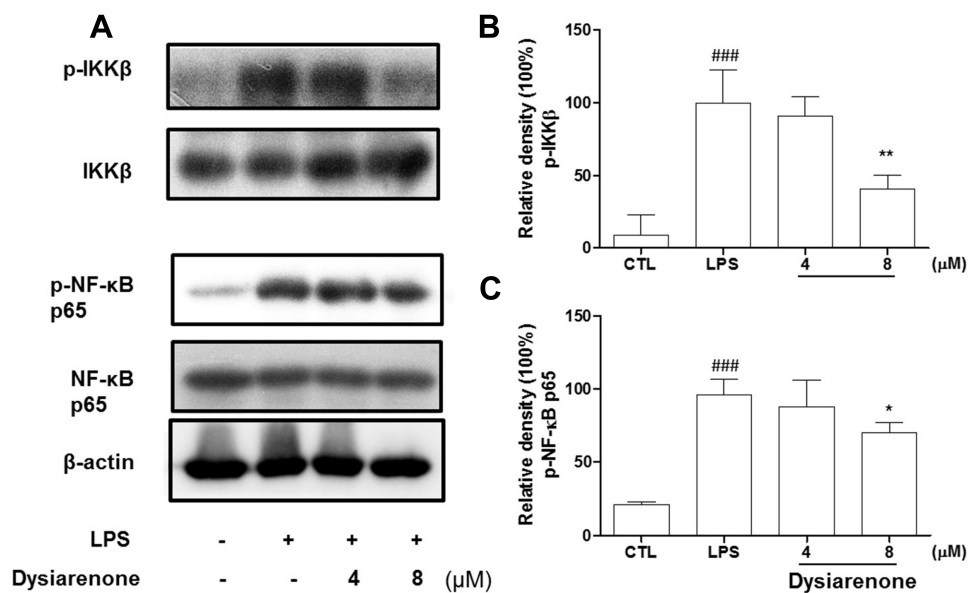 A
p-IKKβ
IKKβ
p-NF-κB
p65
NF-κB
p65
β-actin
LPS - + + +
Dysiarenone - - 4 8 (μM)
B
Relative density (100%)
p-IKKβ
150
100
50
0
###
**
CTL LPS 4 8 (μM)
C
Relative density (100%)
p-NF-κB p65
150
100
50
0
###
*
CTL LPS 4 8 (μM)
Dysiarenone